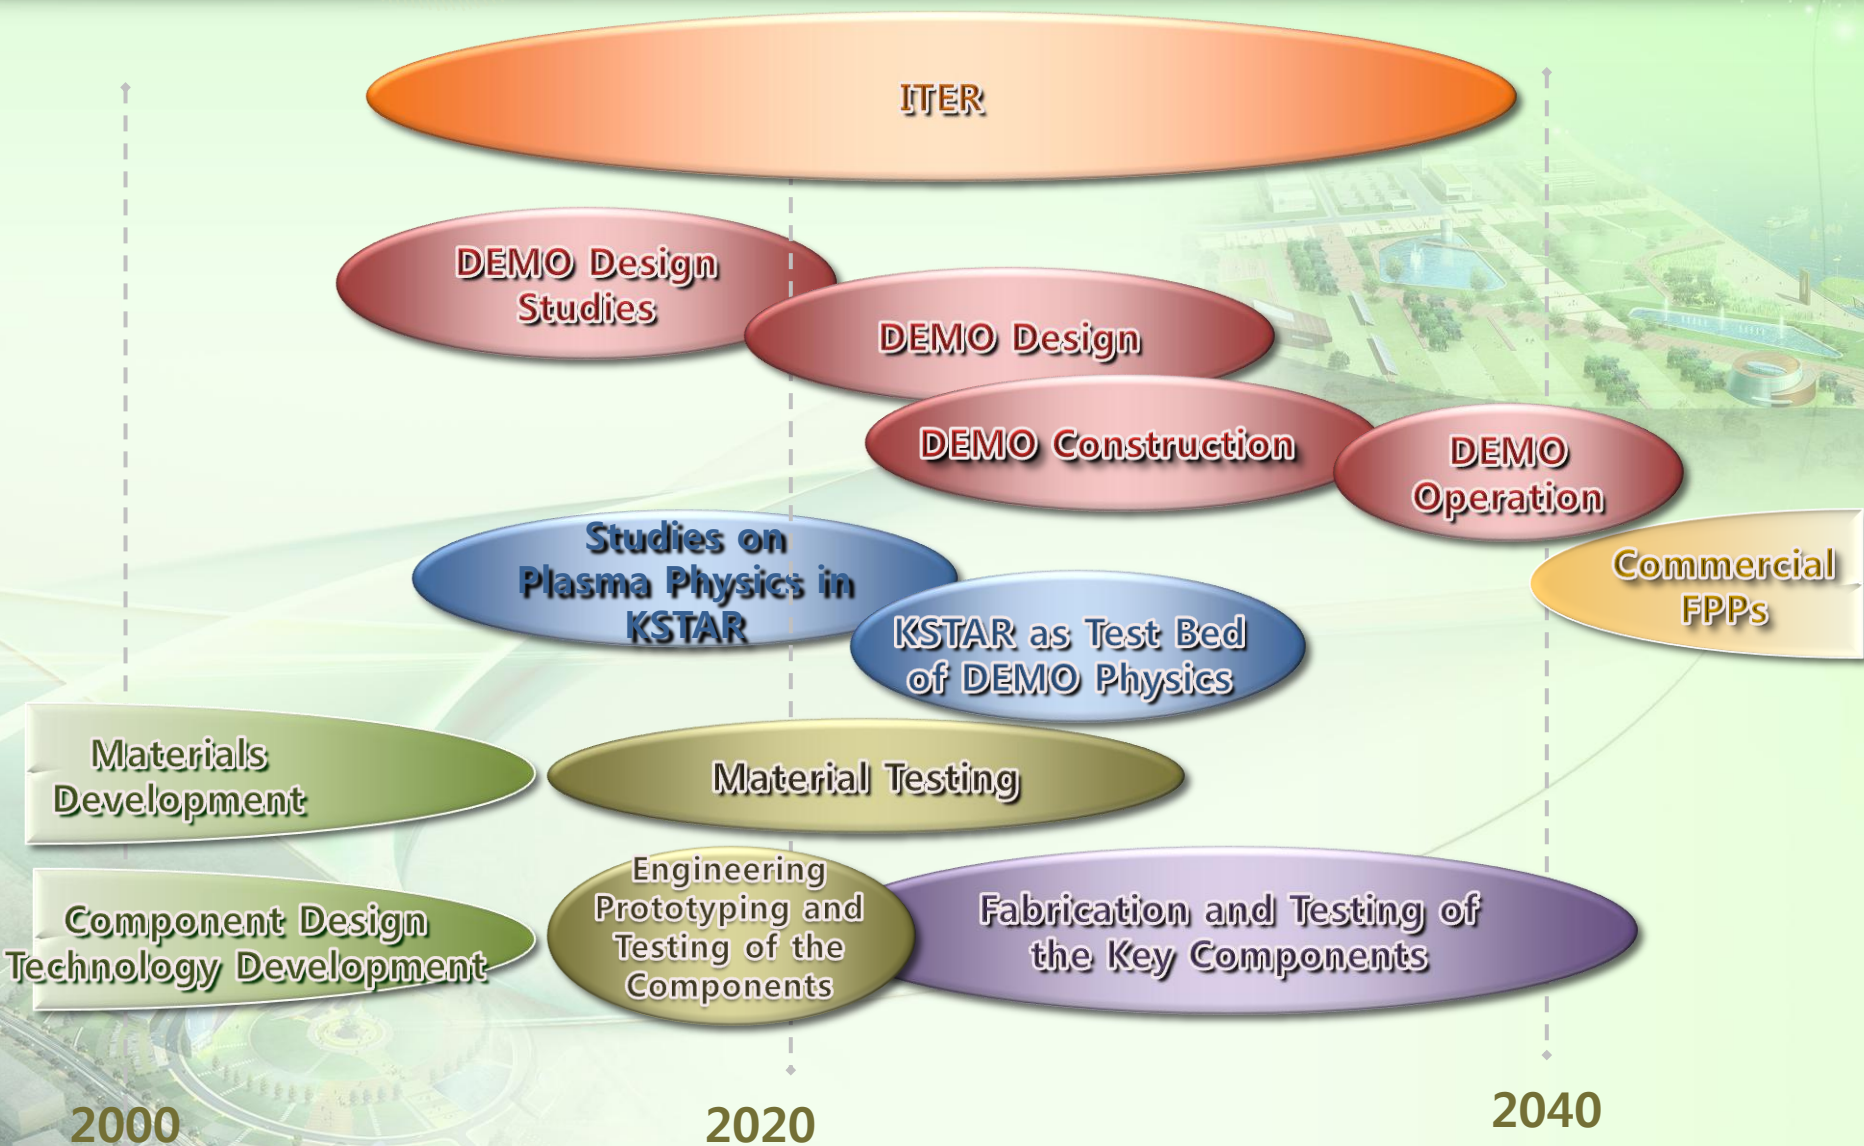 ITER
DEMO Design
Studies
DEMO Design
DEMO Construction
DEMO
Operation
Studies on
Plasma Physics in
KSTAR
Commercial
FPPs
KSTAR as Test Bed
of DEMO Physics
Materials
Development
Material Testing
Component Design
Technology Development
Engineering
Prototyping and
Testing of the
Components
Fabrication and Testing of
the Key Components
2000
2020
2040